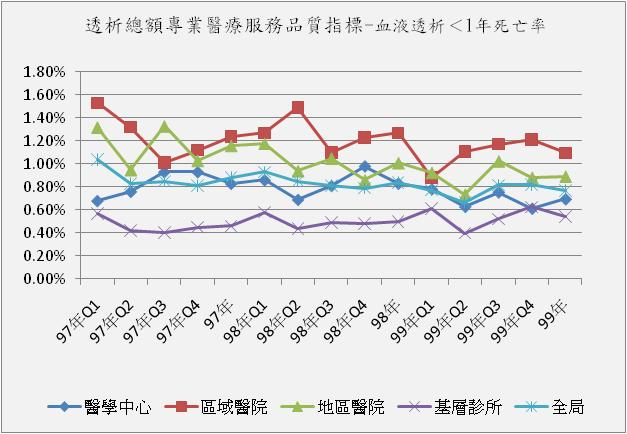 透析總額專業醫療服務品質指標-血液透析＜1年死亡率
1.80%
1.60%
1.40%
1.20%
1.00%
0.80%
0.60%
0.40%
0.20%
0.00%
97年Q1
97年Q2
97年Q3
97年Q4
97年
98年Q1
98年Q2
98年Q3
98年Q4
98年
99年Q1
99年Q2
99年Q3
99年Q4
99年
醫學中心 區域醫院 地區醫院 基層診所 全局